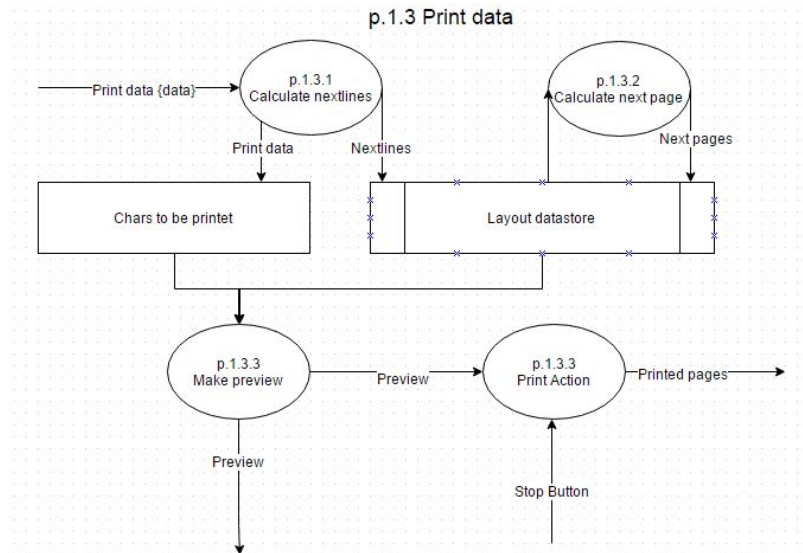 p.1.3 Print data
p.1.3.1
Calculate nextlines
p.1.3.2
Calculate next page
Print data {data}
Print data
Nextlines
Next pages
Chars to be printet
Layout datastore
p.1.3.3
Make preview
Preview
p.1.3.3
Print Action
Printed pages
Preview
Stop Button